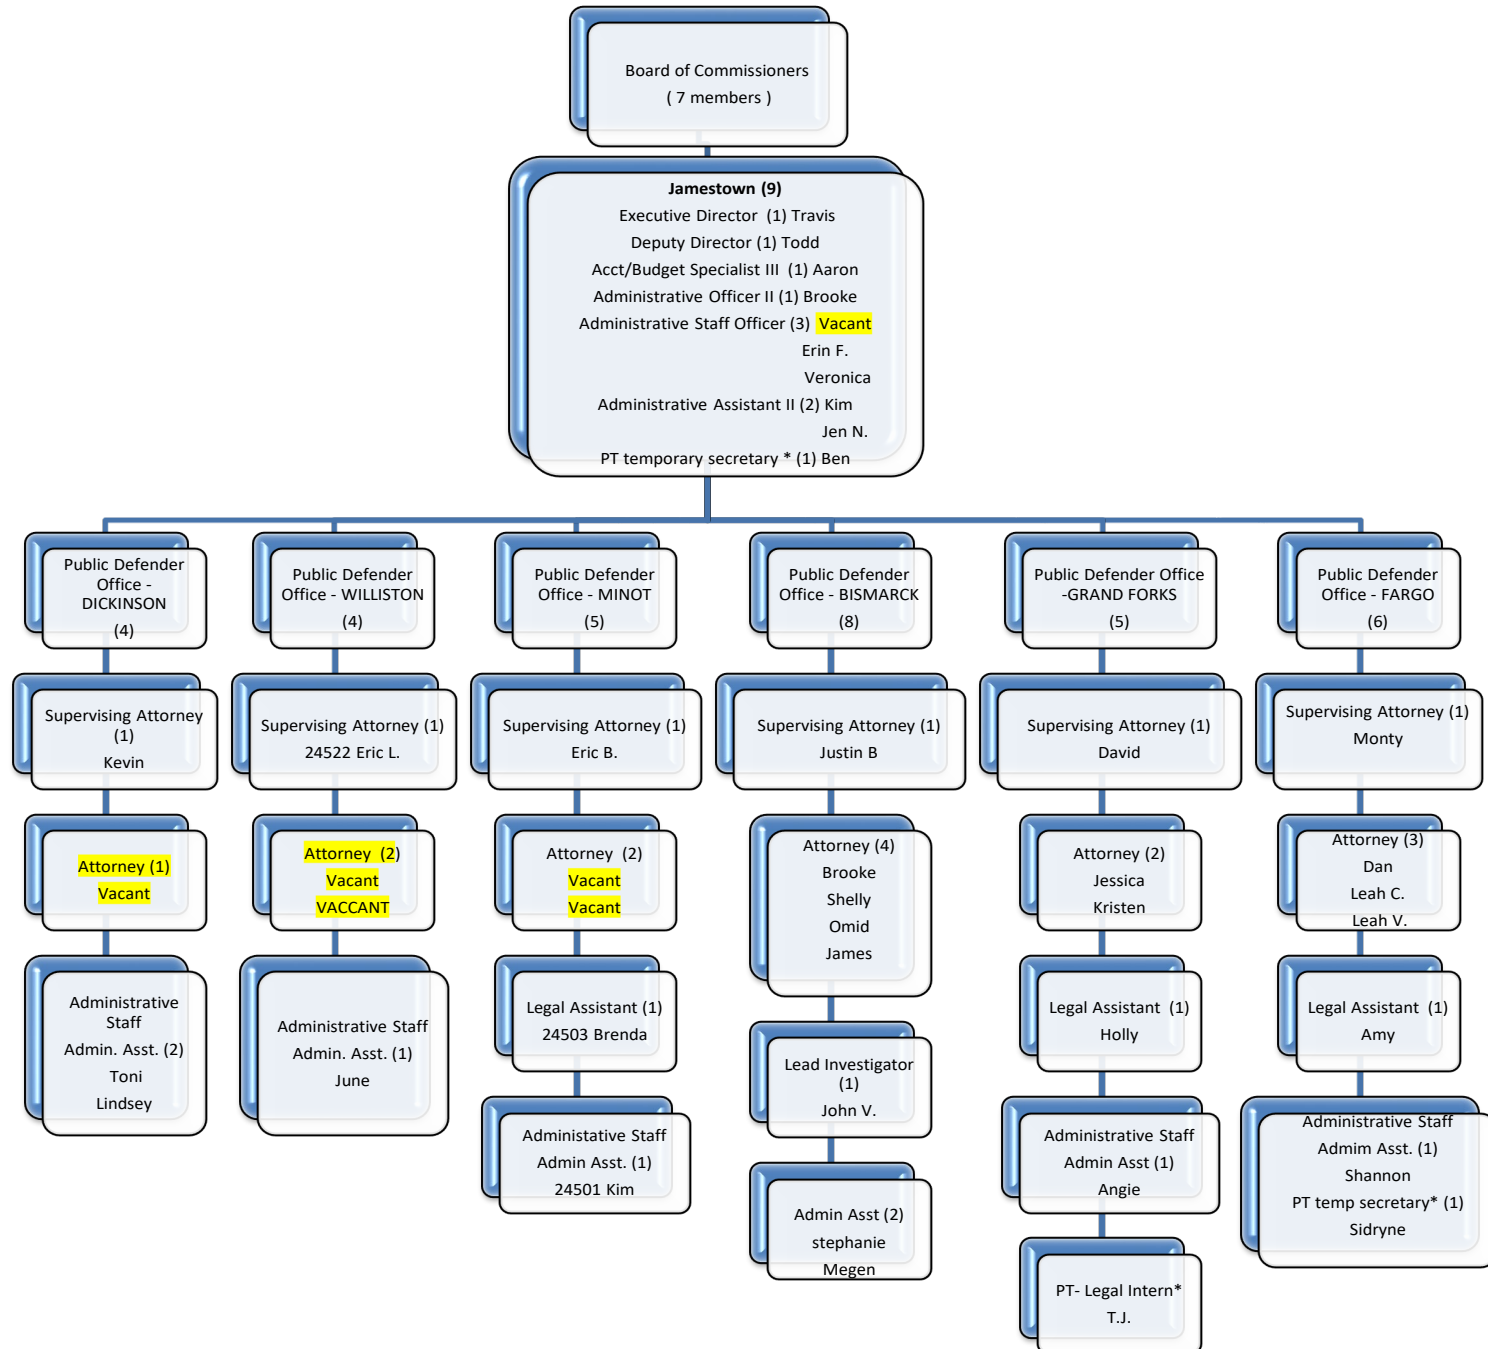 Board of Commissioners
( 7 members )
Jamestown (9)
Executive Director (1) Travis
Deputy Director (1) Todd
Acct/Budget Specialist III (1) Aaron
Administrative Officer II (1) Brooke
Administrative Staff Officer (3) Vacant
Erin F.
Veronica
Administrative Assistant II (2) Kim
Jen N.
PT temporary secretary * (1) Ben
Public Defender
Office -
DICKINSON
(4)
Supervising Attorney
(1)
Kevin
Attorney (1)
Vacant
Administrative
Staff
Admin. Asst. (2)
Toni
Lindsey
Public Defender
Office - WILLISTON
(4)
Supervising Attorney (1)
24522 Eric L.
Attorney (2)
Vacant
VACCANT
Administrative Staff
Admin. Asst. (1)
June
Public Defender
Office - MINOT
(5)
Supervising Attorney (1)
Eric B.
Attorney (2)
Vacant
Vacant
Legal Assistant (1)
24503 Brenda
Administative Staff
Admin Asst. (1)
24501 Kim
Public Defender
Office - BISMARCK
(8)
Supervising Attorney (1)
Justin B
Attorney (4)
Brooke
Shelly
Omid
James
Lead Investigator
(1)
John V.
Admin Asst (2)
stephanie
Megen
Public Defender Office
-GRAND FORKS
(5)
Supervising Attorney (1)
David
Attorney (2)
Jessica
Kristen
Legal Assistant (1)
Holly
Administrative Staff
Admin Asst (1)
Angie
PT- Legal Intern*
T.J.
Public Defender
Office - FARGO
(6)
Supervising Attorney (1)
Monty
Attorney (3)
Dan
Leah C.
Leah V.
Legal Assistant (1)
Amy
Administrative Staff
Admim Asst. (1)
Shannon
PT temp secretary* (1)
Sidryne